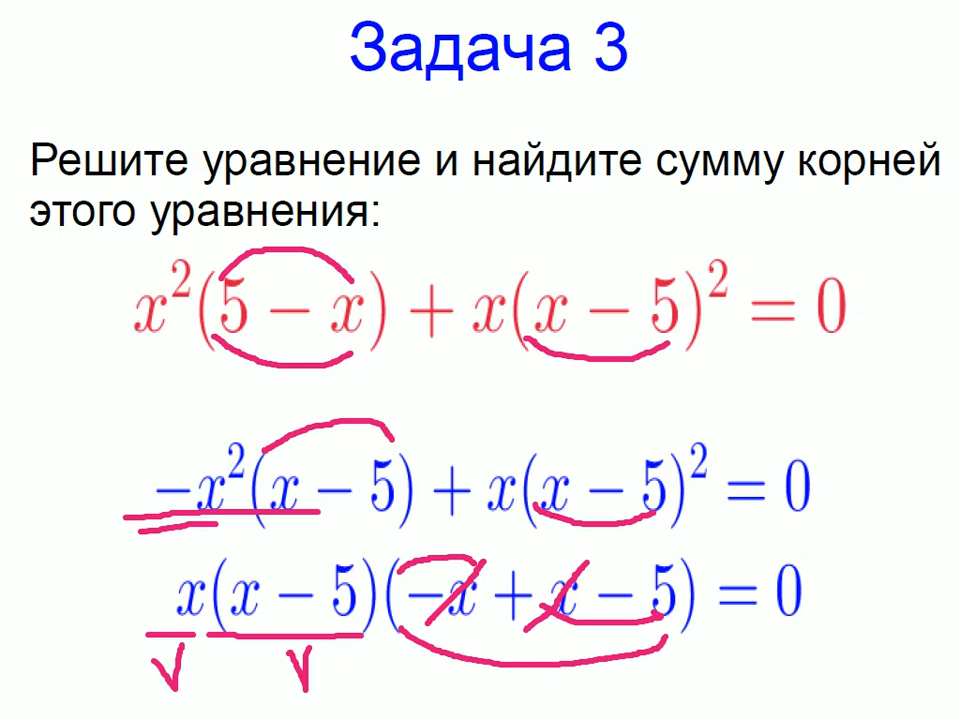 Задача 3
Решите уравнение и найдите сумму корней
этого уравнения:
x²(5 − x) + x(x − 5)² = 0
−x²(x − 5) + x(x − 5)² = 0
x(x − 5)(−x + x − 5) = 0